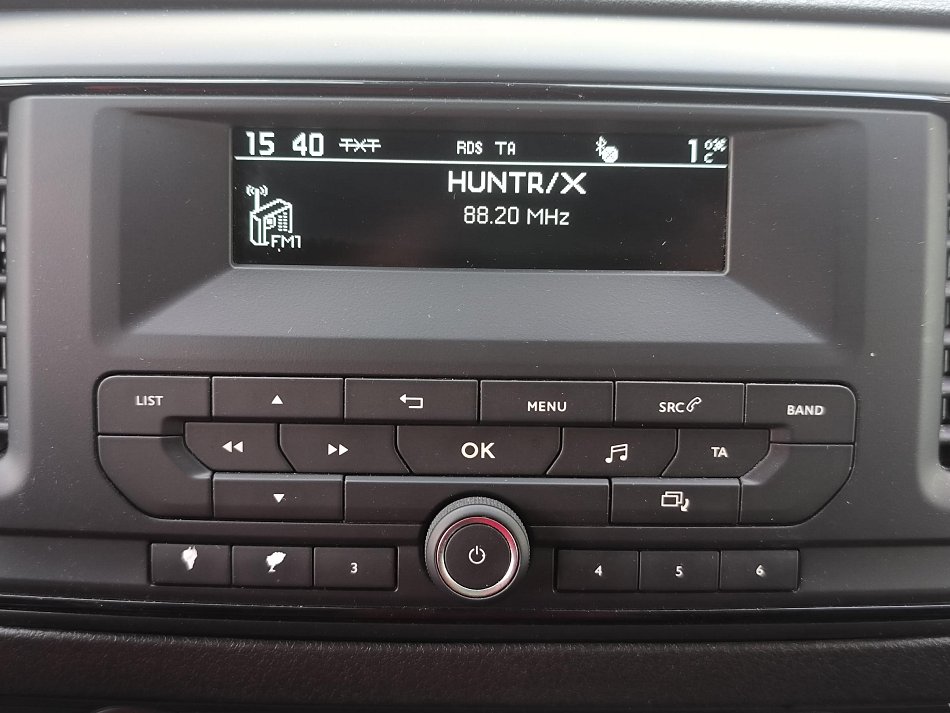 15 40 TXT RDS TA 1 °C
HUNTR/X
88.20 MHz
FM1
LIST MENU SRC BAND
OK TA
3 4 5 6